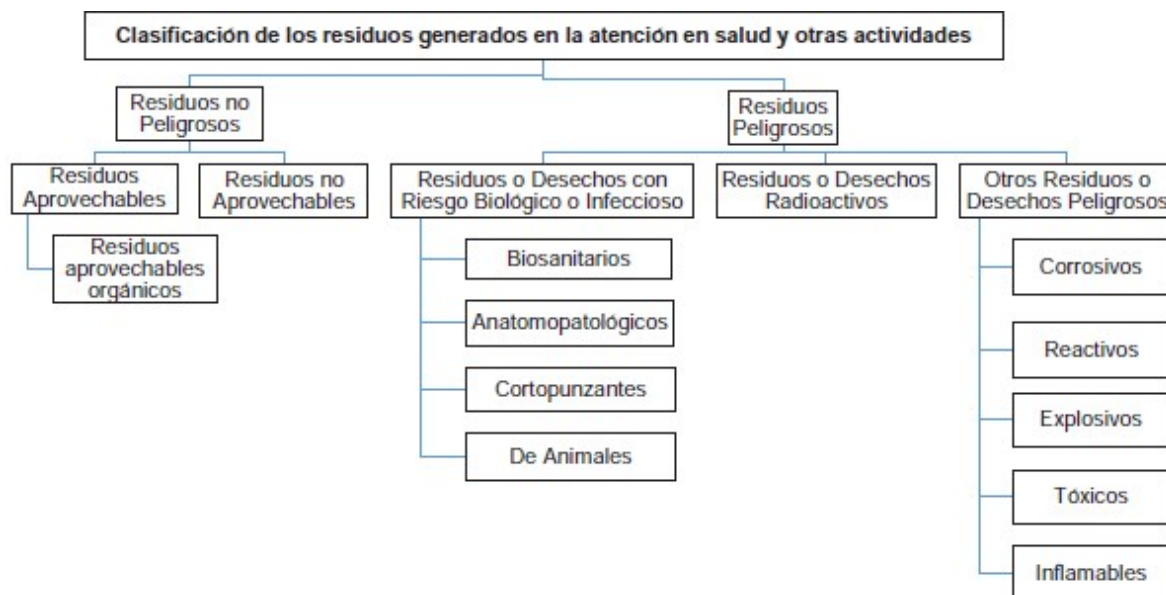 Clasificación de los residuos generados en la atención en salud y otras actividades
Residuos no
Peligrosos
Residuos
Peligrosos
Residuos
Aprovechables
Residuos no
Aprovechables
Residuos o Desechos con
Riesgo Biológico o Infeccioso
Residuos o Desechos
Radioactivos
Otros Residuos o
Desechos Peligrosos
Residuos
aprovechables
orgánicos
Biosanitarios
Anatomopatológicos
Cortopunzantes
De Animales
Corrosivos
Reactivos
Explosivos
Tóxicos
Inflamables